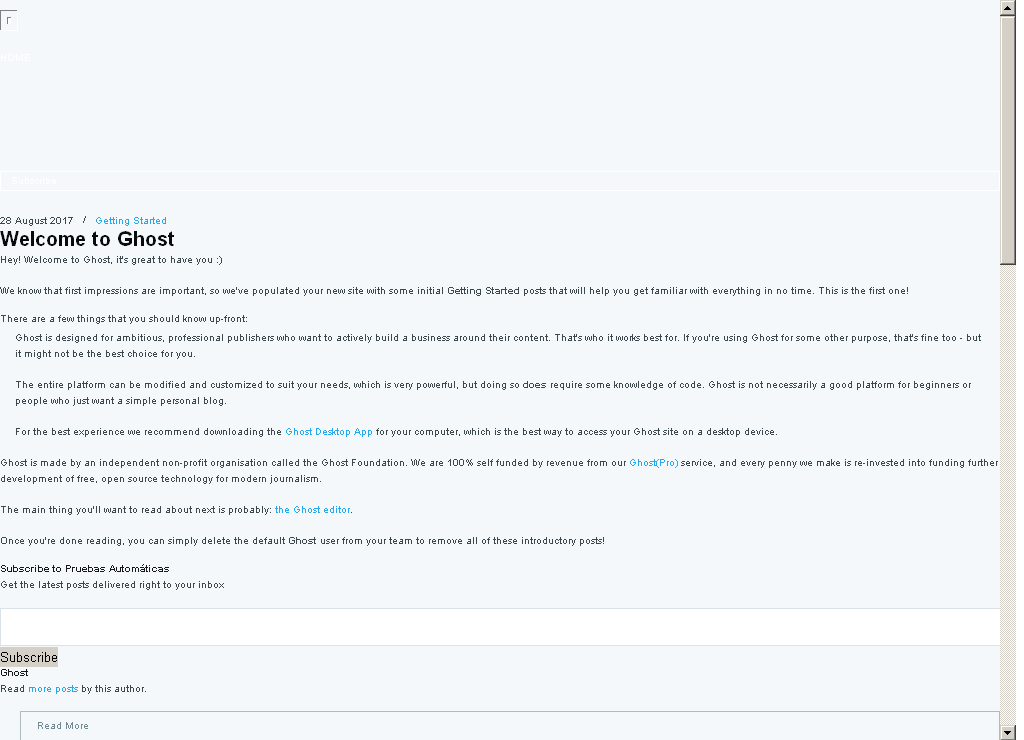 HOME
Subscribe
28 August 2017 / Getting Started
Welcome to Ghost
Hey! Welcome to Ghost, it's great to have you :)
We know that first impressions are important, so we've populated your new site with some initial Getting Started posts that will help you get familiar with everything in no time. This is the first one!
There are a few things that you should know up-front:
Ghost is designed for ambitious, professional publishers who want to actively build a business around their content. That's who it works best for. If you're using Ghost for some other purpose, that's fine too - but
it might not be the best choice for you.
The entire platform can be modified and customized to suit your needs, which is very powerful, but doing so does require some knowledge of code. Ghost is not necessarily a good platform for beginners or
people who just want a simple personal blog.
For the best experience we recommend downloading the Ghost Desktop App for your computer, which is the best way to access your Ghost site on a desktop device.
Ghost is made by an independent non-profit organisation called the Ghost Foundation. We are 100% self funded by revenue from our Ghost(Pro) service, and every penny we make is re-invested into funding further
development of free, open source technology for modern journalism.
The main thing you'll want to read about next is probably: the Ghost editor.
Once you're done reading, you can simply delete the default Ghost user from your team to remove all of these introductory posts!
Subscribe to Pruebas Automáticas
Get the latest posts delivered right to your inbox
Subscribe
Ghost
Read more posts by this author.
Read More